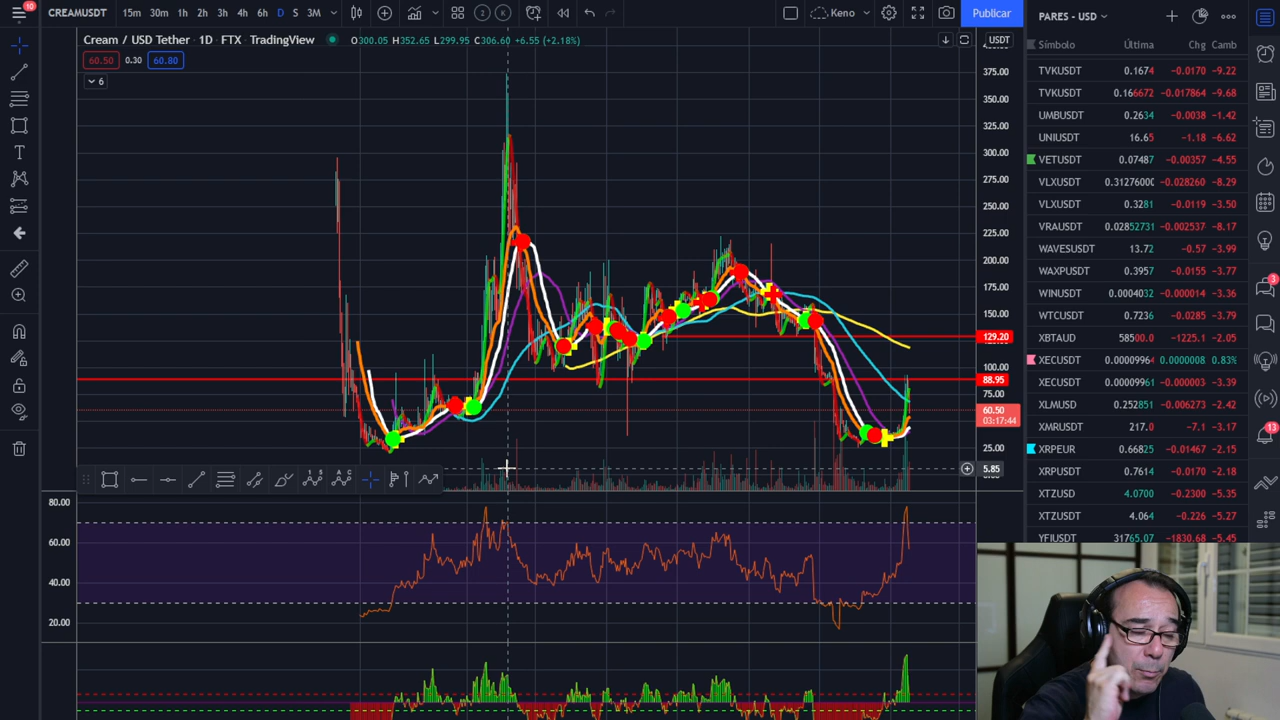 10
CREAMUSDT 15m 30m 1h 2h 3h 4h 6h D S 3M 2 K Keno Publicar PARES - USD
Cream / USD Tether · 1D · FTX · TradingView O300.05 H352.65 L299.95 C306.60 +6.55 (+2.18%) USDT
60.50 0.30 60.80
6
375.00
350.00
325.00
300.00
275.00
250.00
225.00
200.00
175.00
150.00
129.20
100.00
88.95
75.00
60.50
03:17:44
25.00
5.85
80.00
60.00
40.00
20.00
Símbolo Última Chg Camb
TVKUSDT 0.1674 −0.0170 −9.22
TVKUSDT 0.166672 −0.017864 −9.68
UMBUSDT 0.2634 −0.0038 −1.42
UNIUSDT 16.65 −1.18 −6.62
VETUSDT 0.07487 −0.00357 −4.55
VLXUSDT 0.31276000 −0.028260 −8.29
VLXUSDT 0.3281 −0.0119 −3.50
VRAUSDT 0.02852731 −0.002537 −8.17
WAVESUSDT 13.72 −0.57 −3.99
WAXPUSDT 0.3957 −0.0155 −3.77
WINUSDT 0.0004032 −0.000014 −3.36
WTCUSDT 0.7236 −0.0285 −3.79
XBTAUD 58500.0 −1225.1 −2.05
XECUSDT 0.00009964 0.0000008 0.83%
XECUSDT 0.00009961 −0.000003 −3.39
XLMUSDT 0.252851 −0.006273 −2.42
XMRUSDT 217.0 −7.1 −3.17
XRPEUR 0.66825 −0.01467 −2.15
XRPUSDT 0.7614 −0.0170 −2.18
XTZUSD 4.0700 −0.2300 −5.35
XTZUSDT 4.064 −0.226 −5.27
YFIUSDT 31765.07 −1830.68 −5.45
3
13